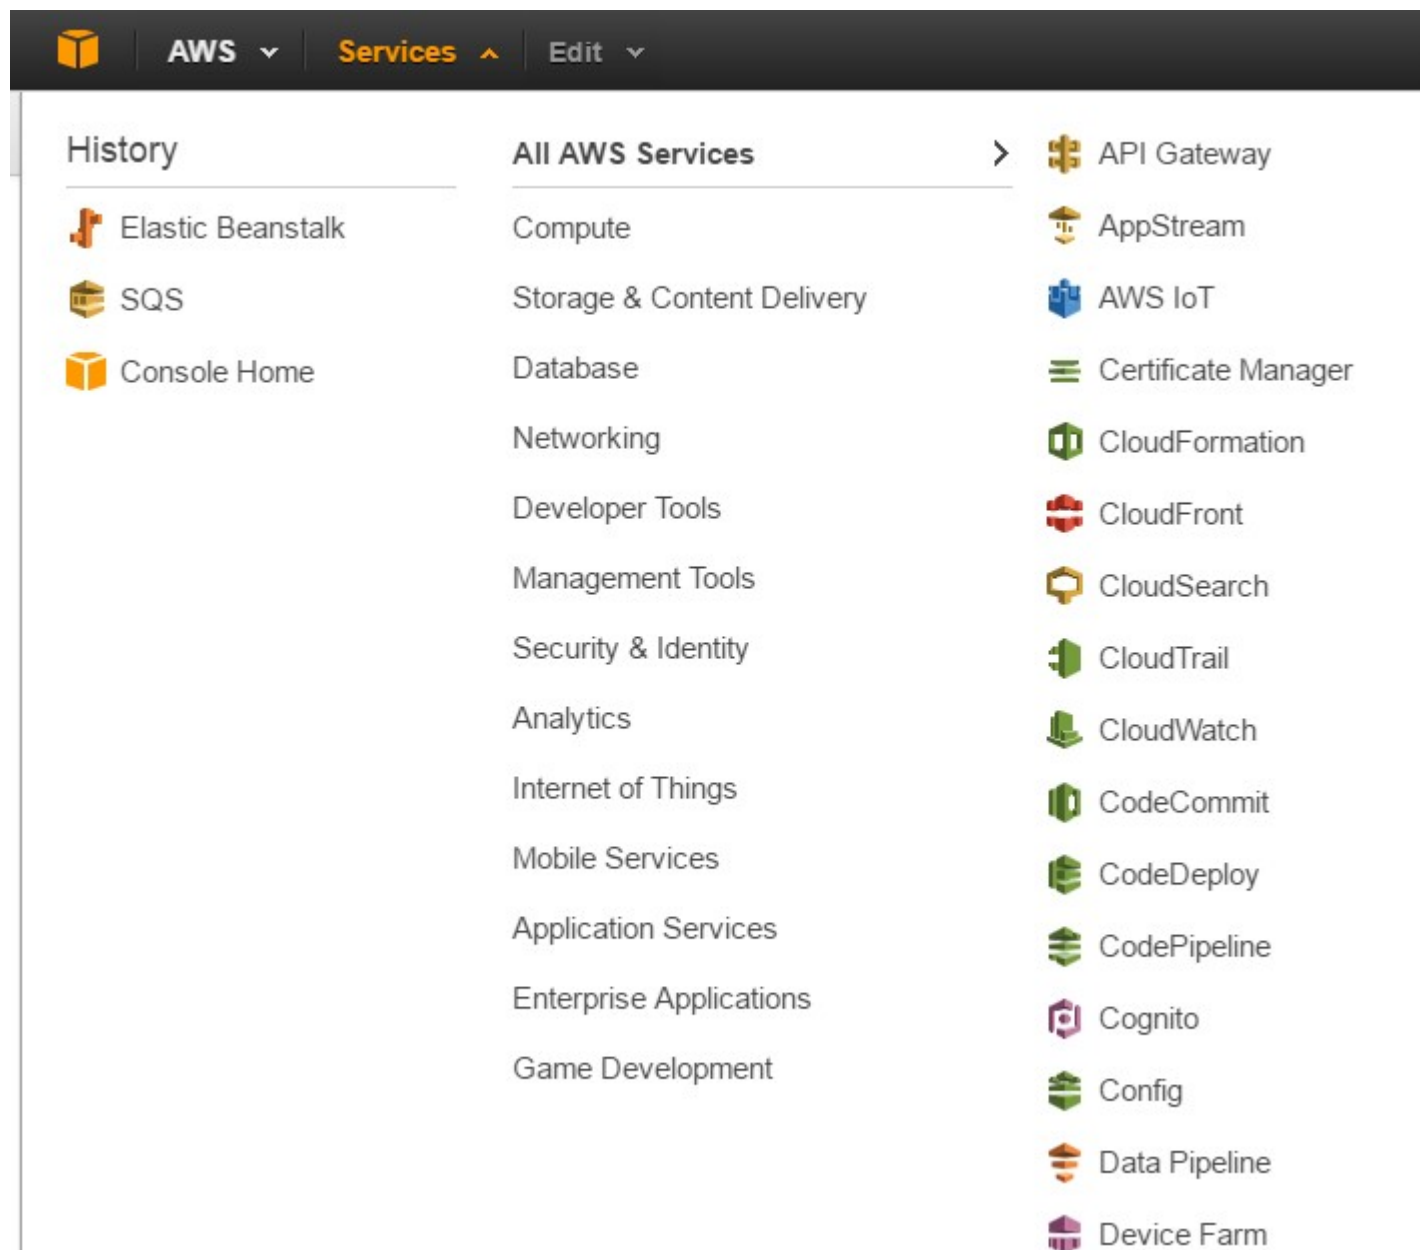 AWS Services Edit
History
Elastic Beanstalk
SQS
Console Home
All AWS Services
Compute
Storage & Content Delivery
Database
Networking
Developer Tools
Management Tools
Security & Identity
Analytics
Internet of Things
Mobile Services
Application Services
Enterprise Applications
Game Development
API Gateway
AppStream
AWS IoT
Certificate Manager
CloudFormation
CloudFront
CloudSearch
CloudTrail
CloudWatch
CodeCommit
CodeDeploy
CodePipeline
Cognito
Config
Data Pipeline
Device Farm